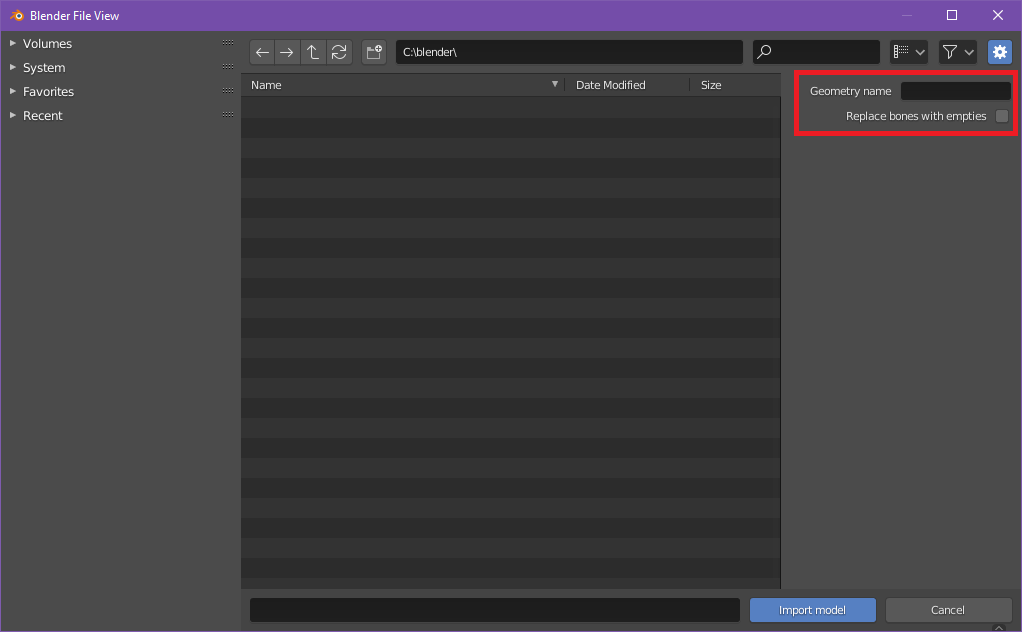 Blender File View
Volumes
System
Favorites
Recent
C:\blender\
Name Date Modified Size
Geometry name
Replace bones with empties
Import model Cancel